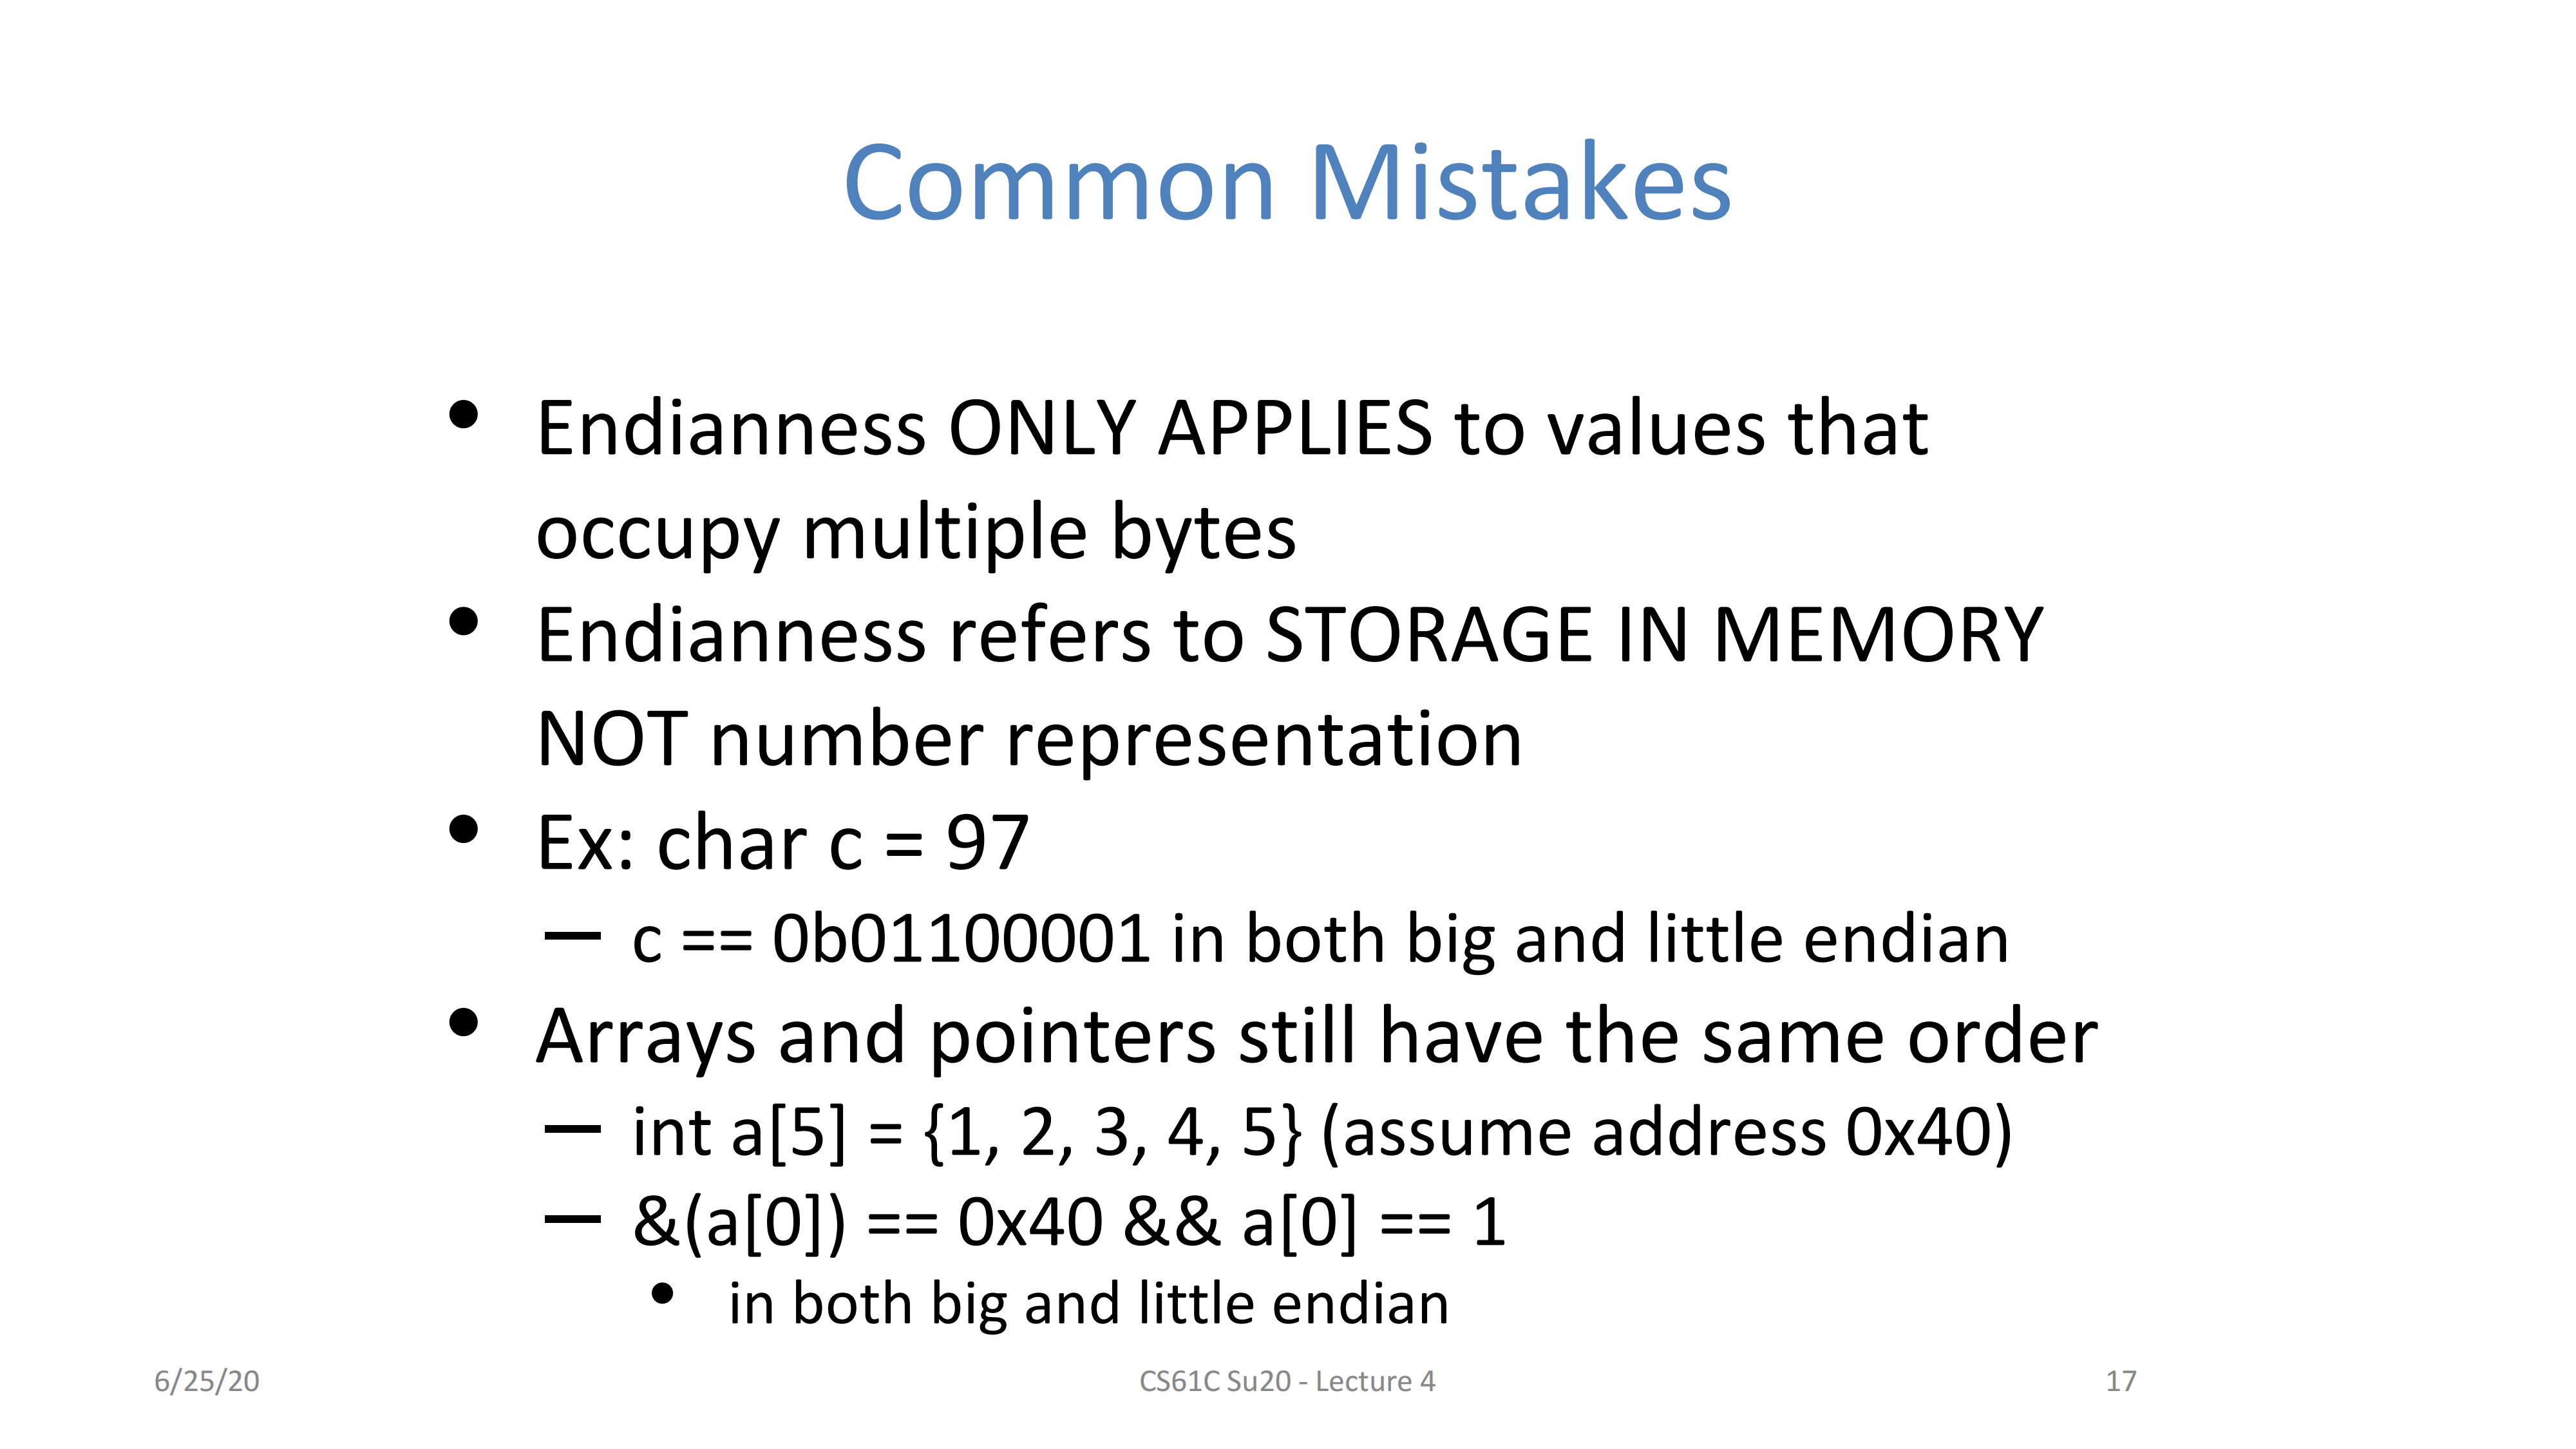 Common Mistakes
• Endianness ONLY APPLIES to values that
occupy multiple bytes
• Endianness refers to STORAGE IN MEMORY
NOT number representation
• Ex: char c = 97
– c == 0b01100001 in both big and little endian
• Arrays and pointers still have the same order
– int a[5] = {1, 2, 3, 4, 5} (assume address 0x40)
– &(a[0]) == 0x40 && a[0] == 1
• in both big and little endian
6/25/20
CS61C Su20 - Lecture 4
17